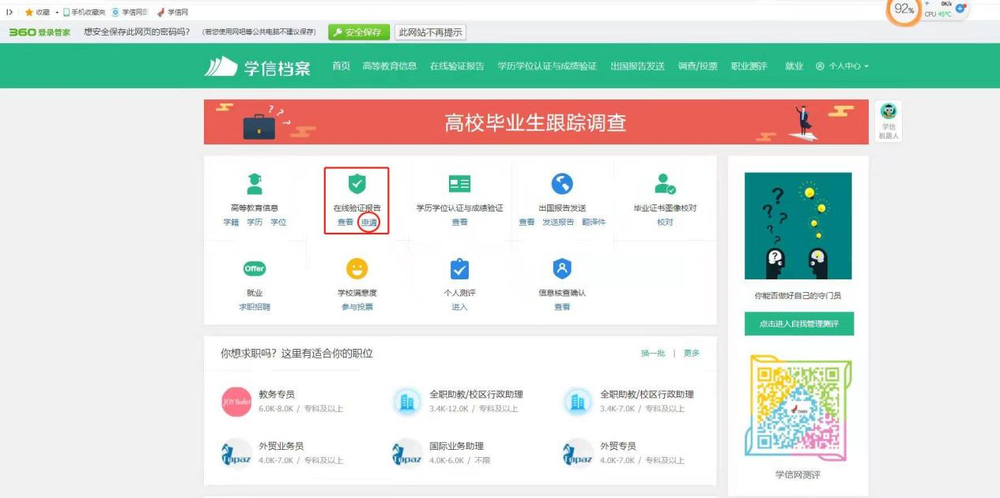 收藏 手机收藏夹 学信网 学信网
92% 0K/s CPU 45℃
360登录管家 想安全保存此网页的密码吗? (若您使用网吧等公共电脑不建议保存) 安全保存 此网站不再提示
学信档案 首页 高等教育信息 在线验证报告 学历学位认证与成绩验证 出国报告发送 调查/投票 职业测评 就业 个人中心
高校毕业生跟踪调查
学信
机器人
高等教育信息 在线验证报告 学历学位认证与成绩验证 出国报告发送 毕业证书图像校对
学籍 学历 学位 查看 申请 查看 查看 发送报告 翻译件 校对
Offer
就业 学校满意度 个人测评 信息核查确认
求职招聘 参与投票 进入 查看
你能否做好自己的守门员
点击进入自我管理测评
你想求职吗? 这里有适合你的职位 换一批 | 更多
JOY Ballet 教务专员 全职助教/校区行政助理 全职助教/校区行政助理
6.0K-8.0K / 专科及以上 3.4K-12.0K / 专科及以上 3.4K-7.0K / 专科及以上
Topaz 外贸业务员 Topaz 国际业务助理 Topaz 外贸专员
4.0K-7.0K / 专科及以上 4.0K-6.0K / 不限 4.0K-7.0K / 专科及以上
学信网测评